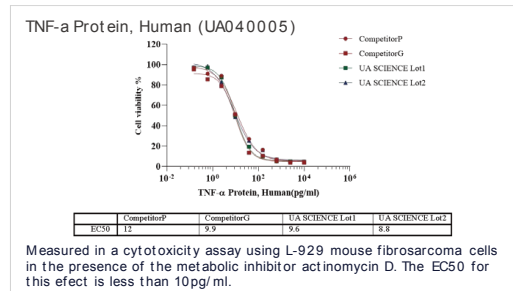 TNF-a Protein, Human (UA040005)
CompetitorP
CompetitorG
UA SCIENCE Lot1
UA SCIENCE Lot2
Cell viability %
120
100
80
60
40
20
0
10-2 100 102 104 106
TNF-α Protein, Human(pg/ml)
CompetitorP CompetitorG UA SCIENCE Lot1 UA SCIENCE Lot2
EC50 12 9.9 9.6 8.8
Measured in a cytotoxicity assay using L-929 mouse fibrosarcoma cells
in the presence of the metabolic inhibitor actinomycin D. The EC50 for
this efect is less than 10pg/ml.